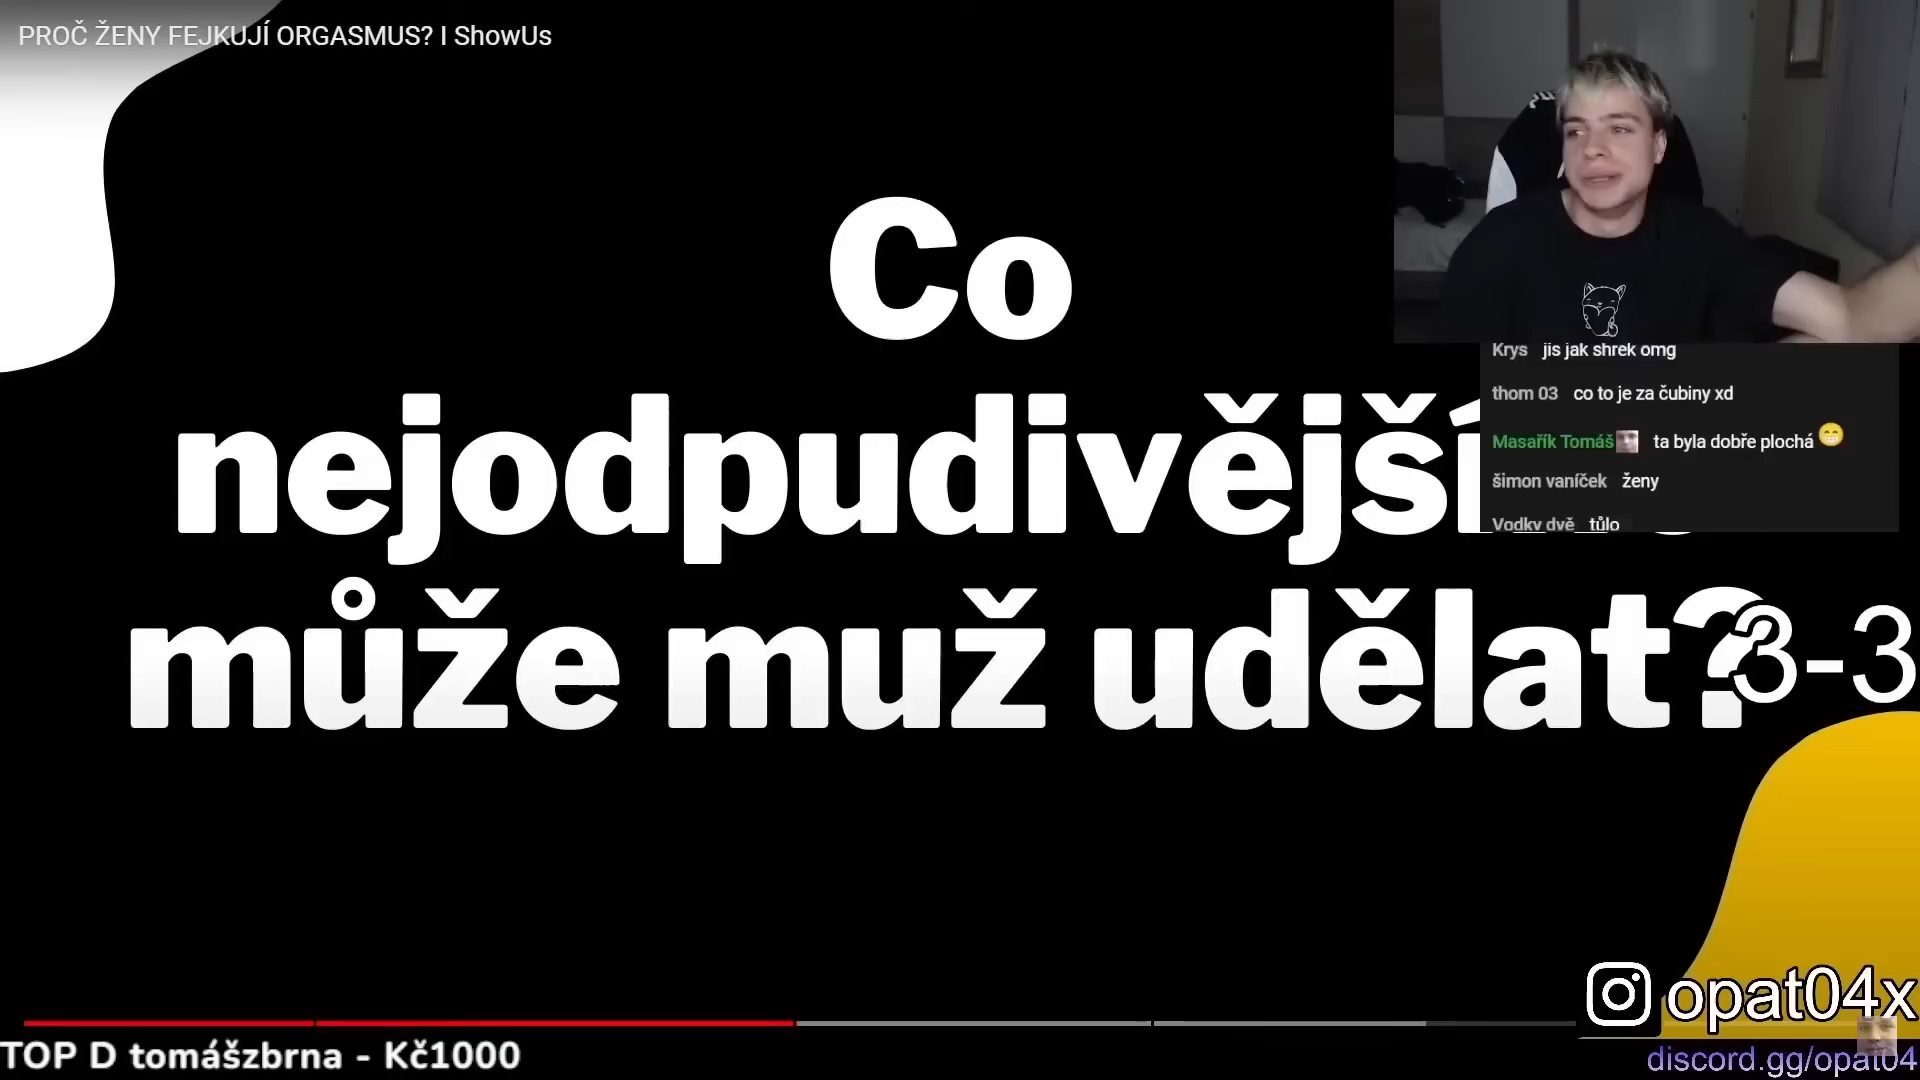 PROČ ŽENY FEJKUJÍ ORGASMUS? I ShowUs
Co
nejodpudivější
může muž udělat?
Krys jis jak shrek omg
thom 03 co to je za čubiny xd
Masařík Tomáš ta byla dobře plochá 😁
šimon vaníček ženy
Vodky dvě tůlo
3-3
opat04x
discord.gg/opat04
TOP D tomášzbrna - Kč1000